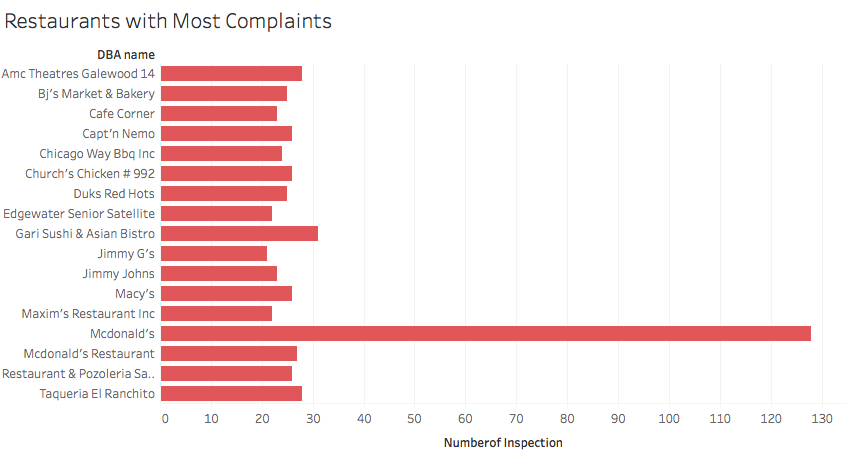 Restaurants with Most Complaints
DBA name
Amc Theatres Galewood 14
Bj's Market & Bakery
Cafe Corner
Capt'n Nemo
Chicago Way Bbq Inc
Church's Chicken # 992
Duks Red Hots
Edgewater Senior Satellite
Gari Sushi & Asian Bistro
Jimmy G's
Jimmy Johns
Macy's
Maxim's Restaurant Inc
Mcdonald's
Mcdonald's Restaurant
Restaurant & Pozoleria Sa..
Taqueria El Ranchito
0 10 20 30 40 50 60 70 80 90 100 110 120 130
Numberof Inspection